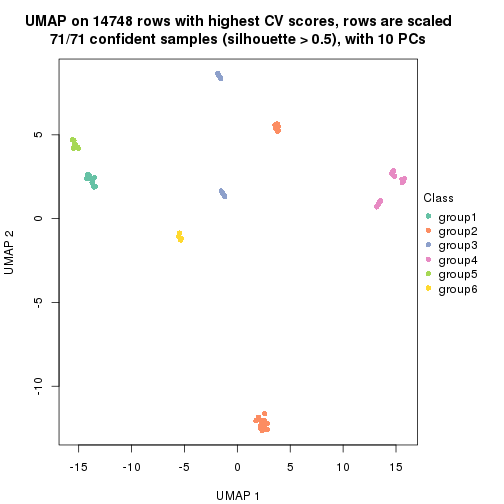 UMAP on 14748 rows with highest CV scores, rows are scaled
71/71 confident samples (silhouette > 0.5), with 10 PCs
5
0
-5
-10
UMAP 2
-15
-10
-5
0
5
10
15
UMAP 1
Class
group1
group2
group3
group4
group5
group6